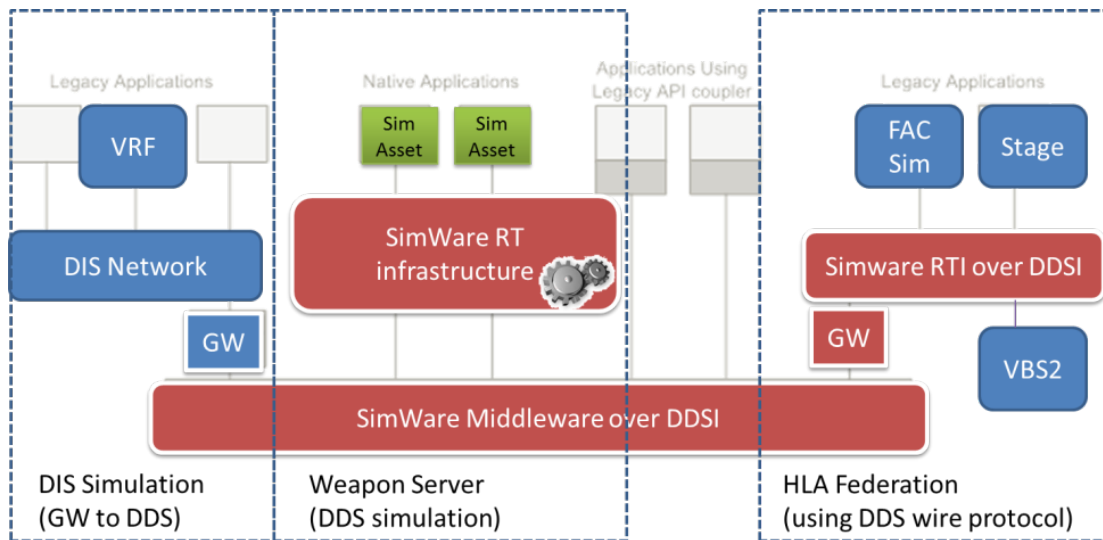 Legacy Applications
Native Applications
Applications Using
Legacy API coupler
Legacy Applications
VRF
Sim
Asset
Sim
Asset
FAC
Sim
Stage
DIS Network
SimWare RT
infrastructure
Simware RTI over DDSI
GW
GW
VBS2
SimWare Middleware over DDSI
DIS Simulation
(GW to DDS)
Weapon Server
(DDS simulation)
HLA Federation
(using DDS wire protocol)